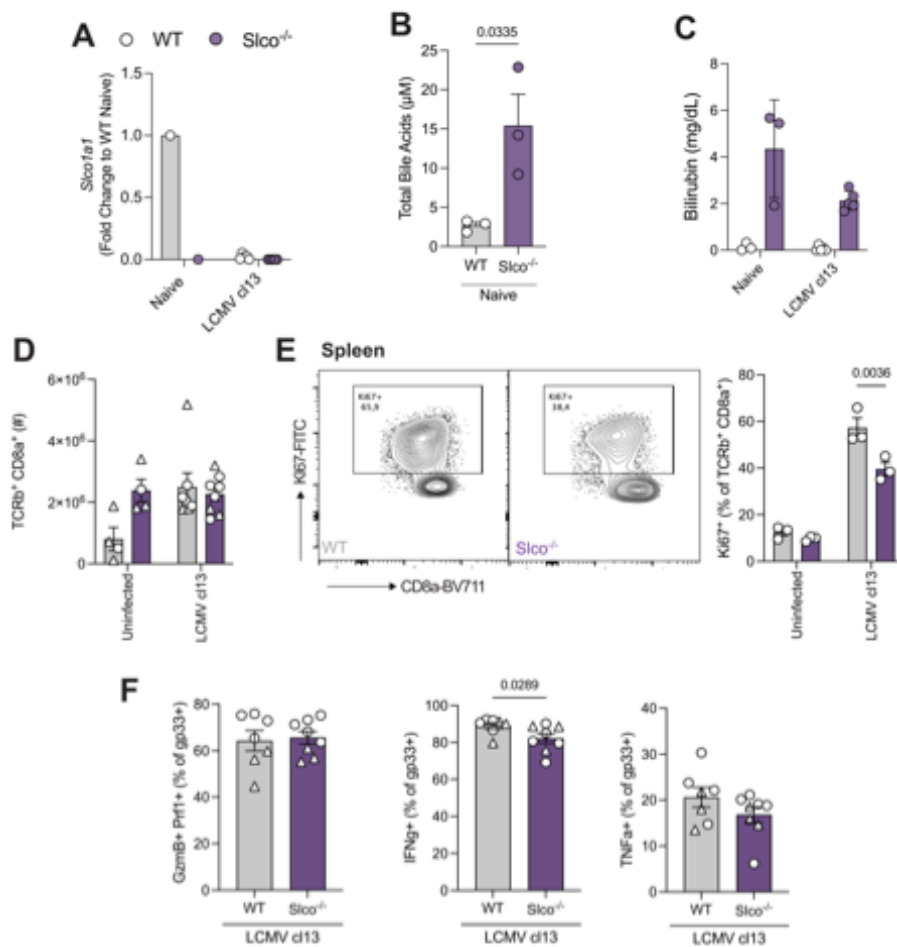 A
WT
Slco-/-
Slco1a1
(Fold Change to WT Naive)
1.5
1.0
0.5
0.0
Naive
LCMV cl13
B
0.0335
Total Bile Acids (µM)
25
20
15
10
5
0
WT
Slco-/-
Naive
C
Bilirubin (mg/dL)
8
6
4
2
0
Naive
LCMV cl13
D
TCRb+ CD8a+ (#)
6×10⁶
4×10⁶
2×10⁶
0
Uninfected
LCMV cl13
E
Spleen
Ki67-FITC
Ki67+
65,9
WT
Ki67+
38,4
Slco-/-
CD8a-BV711
0.0036
Ki67+ (% of TCRb+ CD8a+)
80
60
40
20
0
Uninfected
LCMV cl13
F
GzmB+ Prf1+ (% of gp33+)
80
60
40
20
0
WT
Slco-/-
LCMV cl13
0.0289
IFNg+ (% of gp33+)
100
80
60
40
20
0
WT
Slco-/-
LCMV cl13
TNFa+ (% of gp33+)
40
30
20
10
0
WT
Slco-/-
LCMV cl13